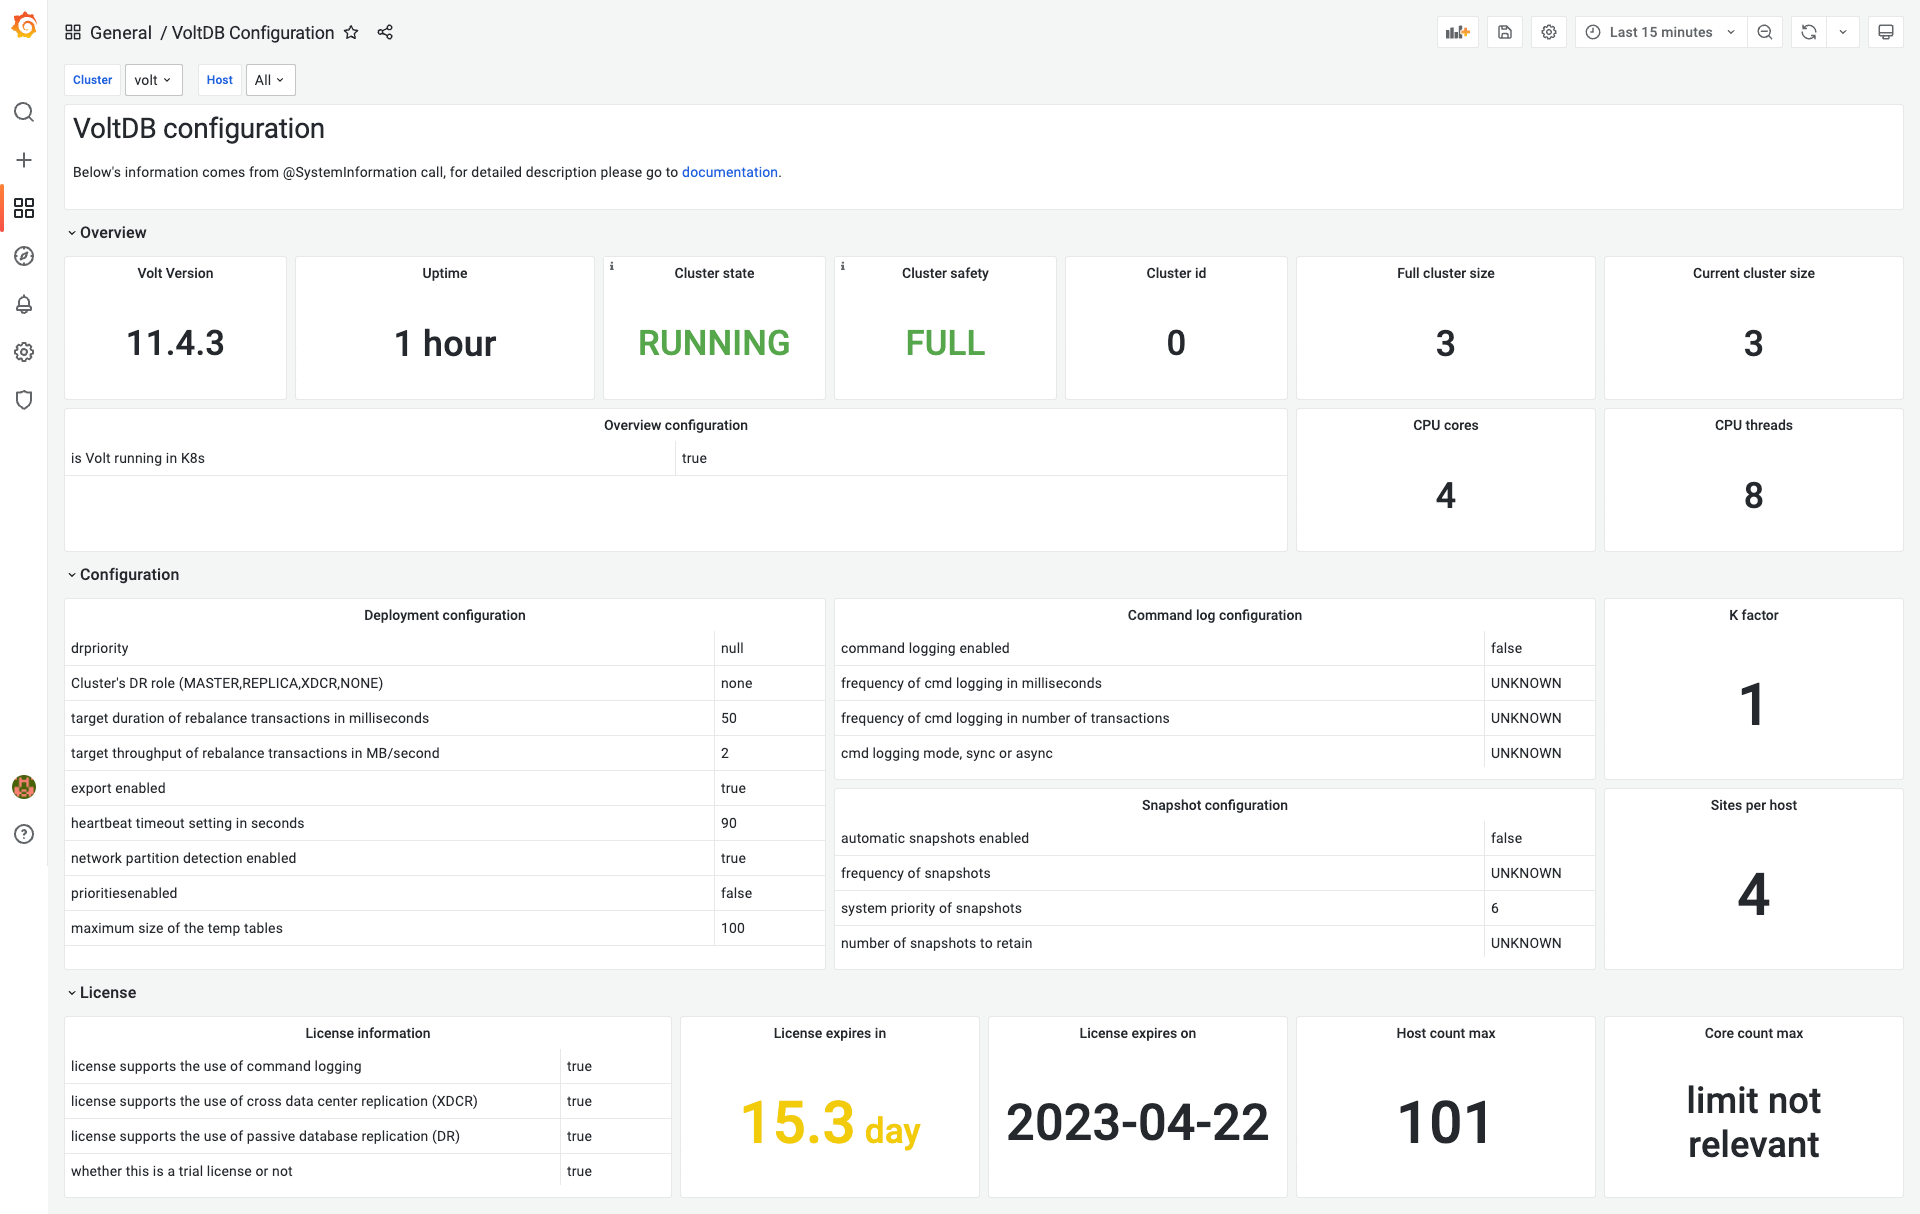 General / VoltDB Configuration
Last 15 minutes
Cluster volt Host All
VoltDB configuration
Below's information comes from @SystemInformation call, for detailed description please go to documentation.
Overview
Volt Version
11.4.3
Uptime
1 hour
Cluster state
RUNNING
Cluster safety
FULL
Cluster id
0
Full cluster size
3
Current cluster size
3
Overview configuration
is Volt running in K8s true
CPU cores
4
CPU threads
8
Configuration
Deployment configuration
drpriority null
Cluster's DR role (MASTER,REPLICA,XDCR,NONE) none
target duration of rebalance transactions in milliseconds 50
target throughput of rebalance transactions in MB/second 2
export enabled true
heartbeat timeout setting in seconds 90
network partition detection enabled true
prioritiesenabled false
maximum size of the temp tables 100
Command log configuration
command logging enabled false
frequency of cmd logging in milliseconds UNKNOWN
frequency of cmd logging in number of transactions UNKNOWN
cmd logging mode, sync or async UNKNOWN
K factor
1
Snapshot configuration
automatic snapshots enabled false
frequency of snapshots UNKNOWN
system priority of snapshots 6
number of snapshots to retain UNKNOWN
Sites per host
4
License
License information
license supports the use of command logging true
license supports the use of cross data center replication (XDCR) true
license supports the use of passive database replication (DR) true
whether this is a trial license or not true
License expires in
15.3 day
License expires on
2023-04-22
Host count max
101
Core count max
limit not
relevant